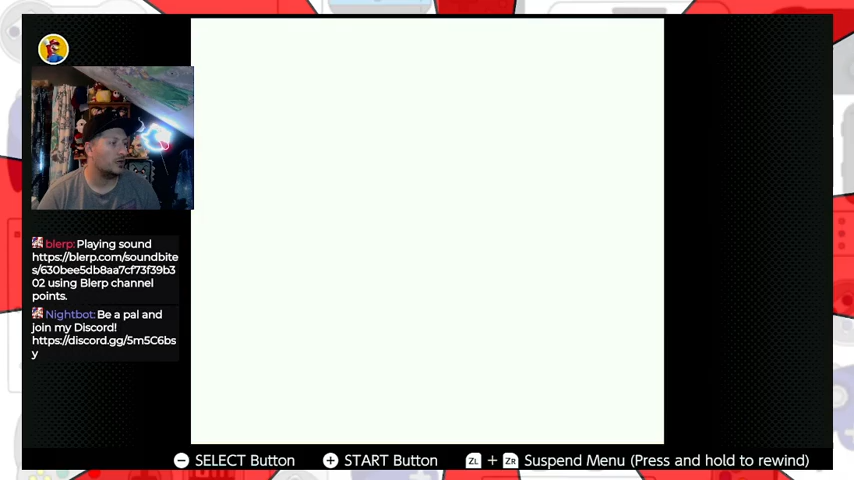 blerp: Playing sound
https://blerp.com/soundbite
s/630bee5db8aa7cf73f39b3
02 using Blerp channel
points.
Nightbot: Be a pal and
join my Discord!
https://discord.gg/5m5C6bs
y
SELECT Button
START Button
ZL + ZR Suspend Menu (Press and hold to rewind)